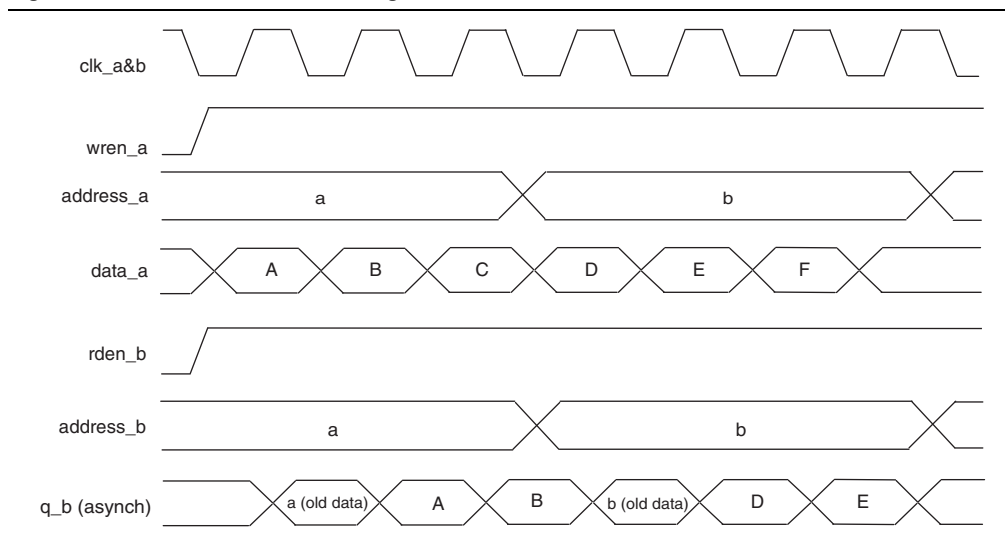 clk_a&b
wren_a
address_a a b
data_a A B C D E F
rden_b
address_b a b
q_b (asynch) a (old data) A B b (old data) D E